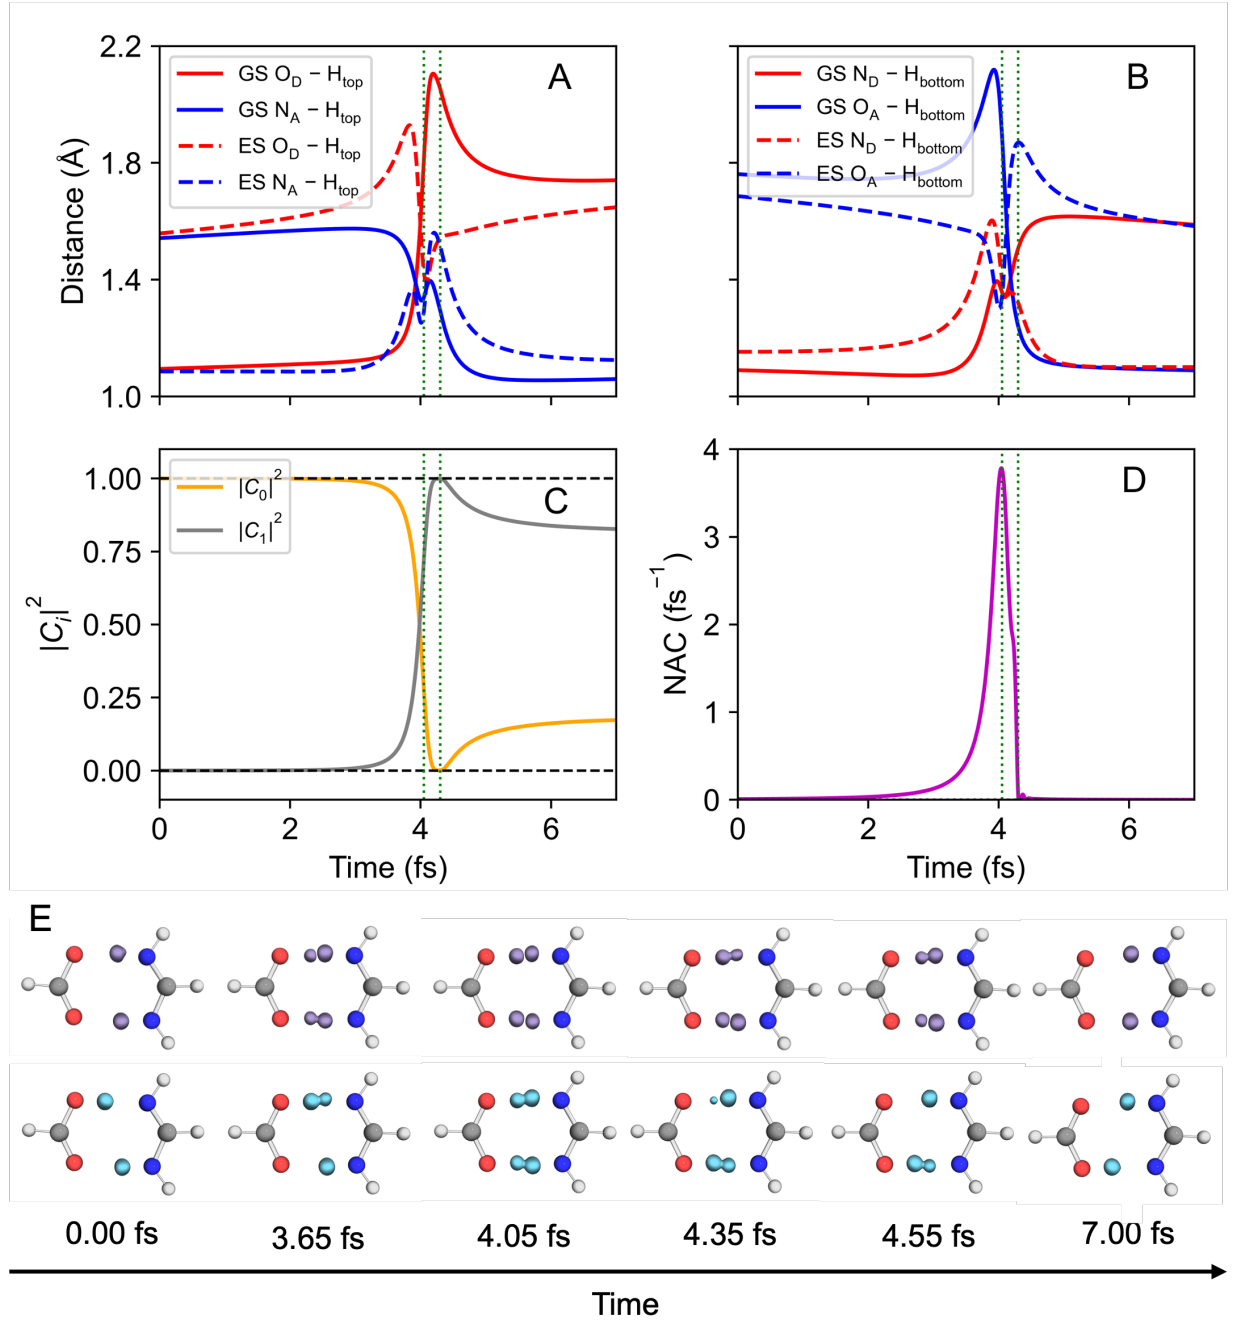 A
B
2.2
1.8
1.4
1.0
Distance (Å)
GS O_D − H_top
GS N_A − H_top
ES O_D − H_top
ES N_A − H_top
GS N_D − H_bottom
GS O_A − H_bottom
ES N_D − H_bottom
ES O_A − H_bottom
C
D
1.00
0.75
0.50
0.25
0.00
|C_i|^2
|C_0|^2
|C_1|^2
0 2 4 6
Time (fs)
4
3
2
1
0
NAC (fs^−1)
0 2 4 6
Time (fs)
E
0.00 fs 3.65 fs 4.05 fs 4.35 fs 4.55 fs 7.00 fs
Time